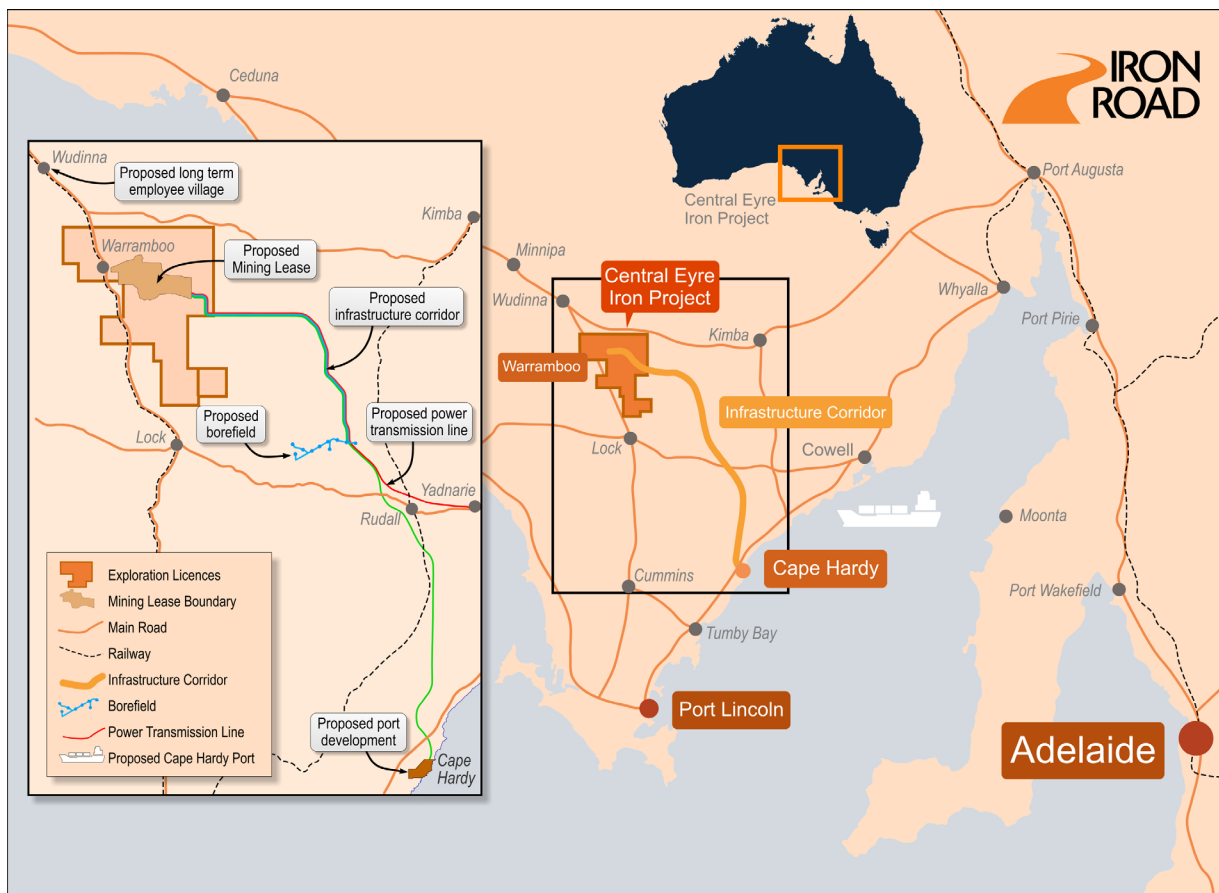 Ceduna
IRON
ROAD
Wudinna
Proposed long term
employee village
Kimba
Warramboo
Proposed
Mining Lease
Proposed
infrastructure corridor
Proposed
borefield
Proposed power
transmission line
Lock
Yadnarie
Rudall
Exploration Licences
Mining Lease Boundary
Main Road
Railway
Infrastructure Corridor
Borefield
Power Transmission Line
Proposed Cape Hardy Port
Proposed port
development
Cape
Hardy
Central Eyre
Iron Project
Port Augusta
Minnipa
Central Eyre
Iron Project
Wudinna
Whyalla
Port Pirie
Kimba
Warramboo
Infrastructure Corridor
Lock
Cowell
Moonta
Cape Hardy
Cummins
Port Wakefield
Tumby Bay
Port Lincoln
Adelaide